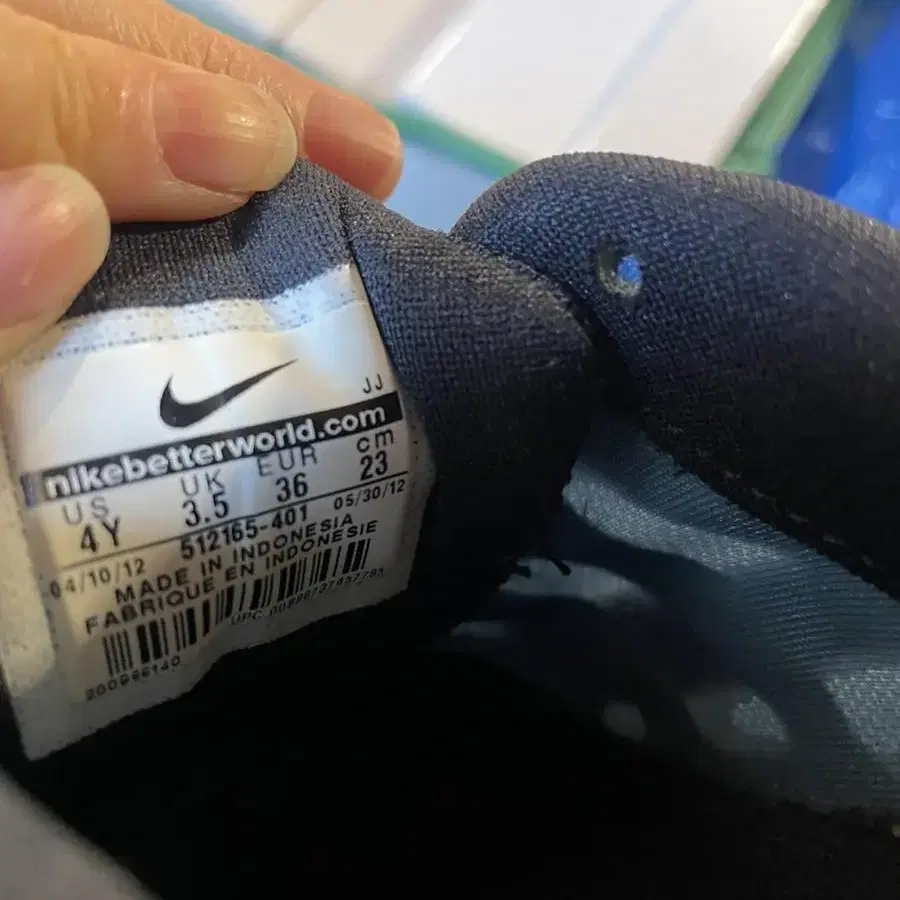 JJ
nikebetterworld.com
US UK EUR cm
4Y 3.5 36 23
512165-401
04/10/12 05/30/12
MADE IN INDONESIA
FABRIQUE EN INDONESIE
UPC